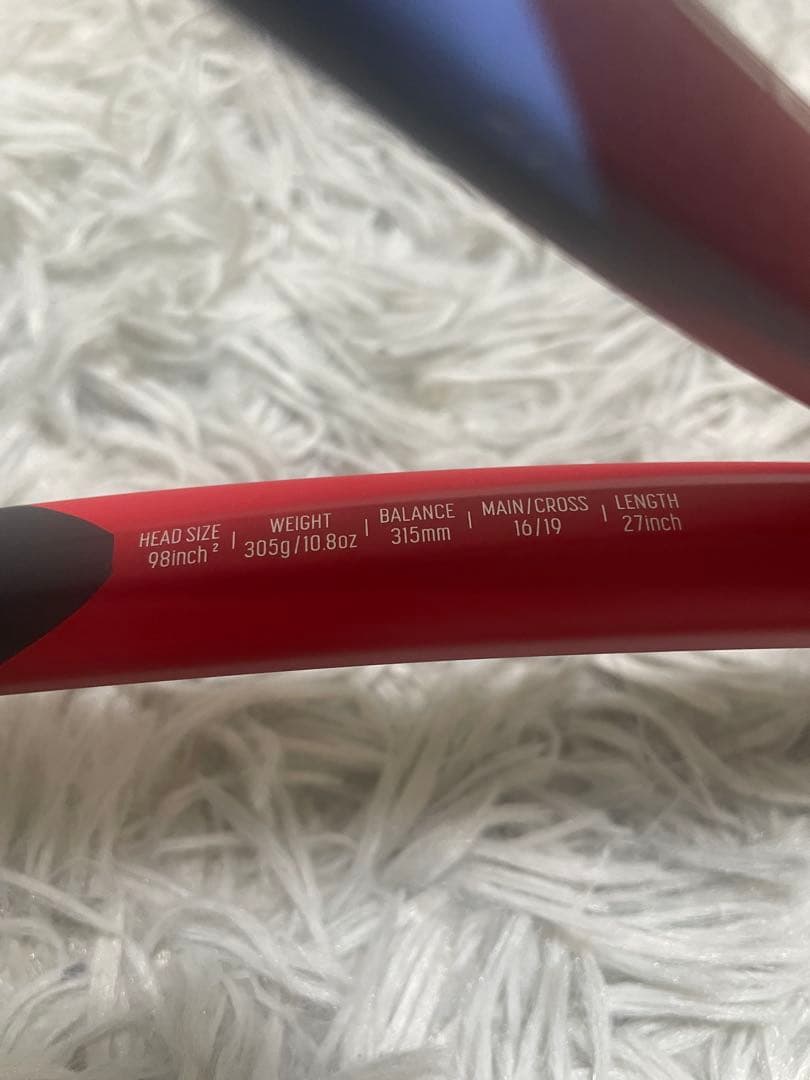 HEAD SIZE | WEIGHT | BALANCE | MAIN/CROSS | LENGTH
98inch² | 305g/10.8oz | 315mm | 16/19 | 27inch